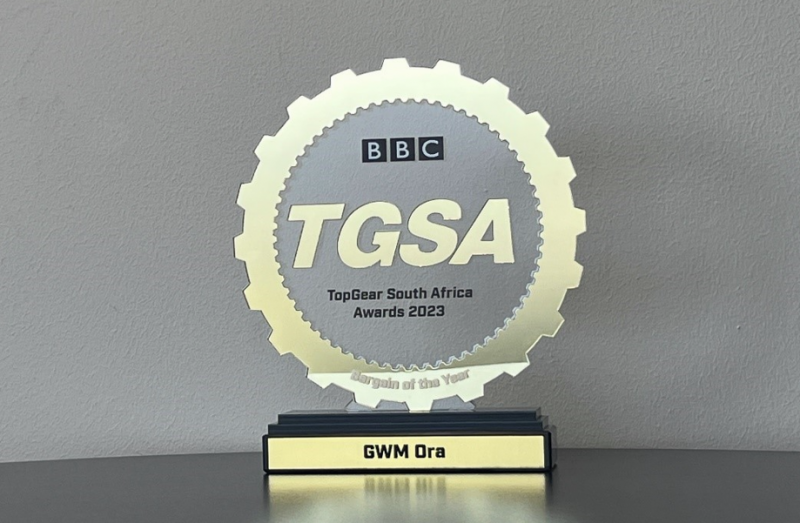 BBC
TGSA
TopGear South Africa
Awards 2023
Bargain of the Year
GWM Ora